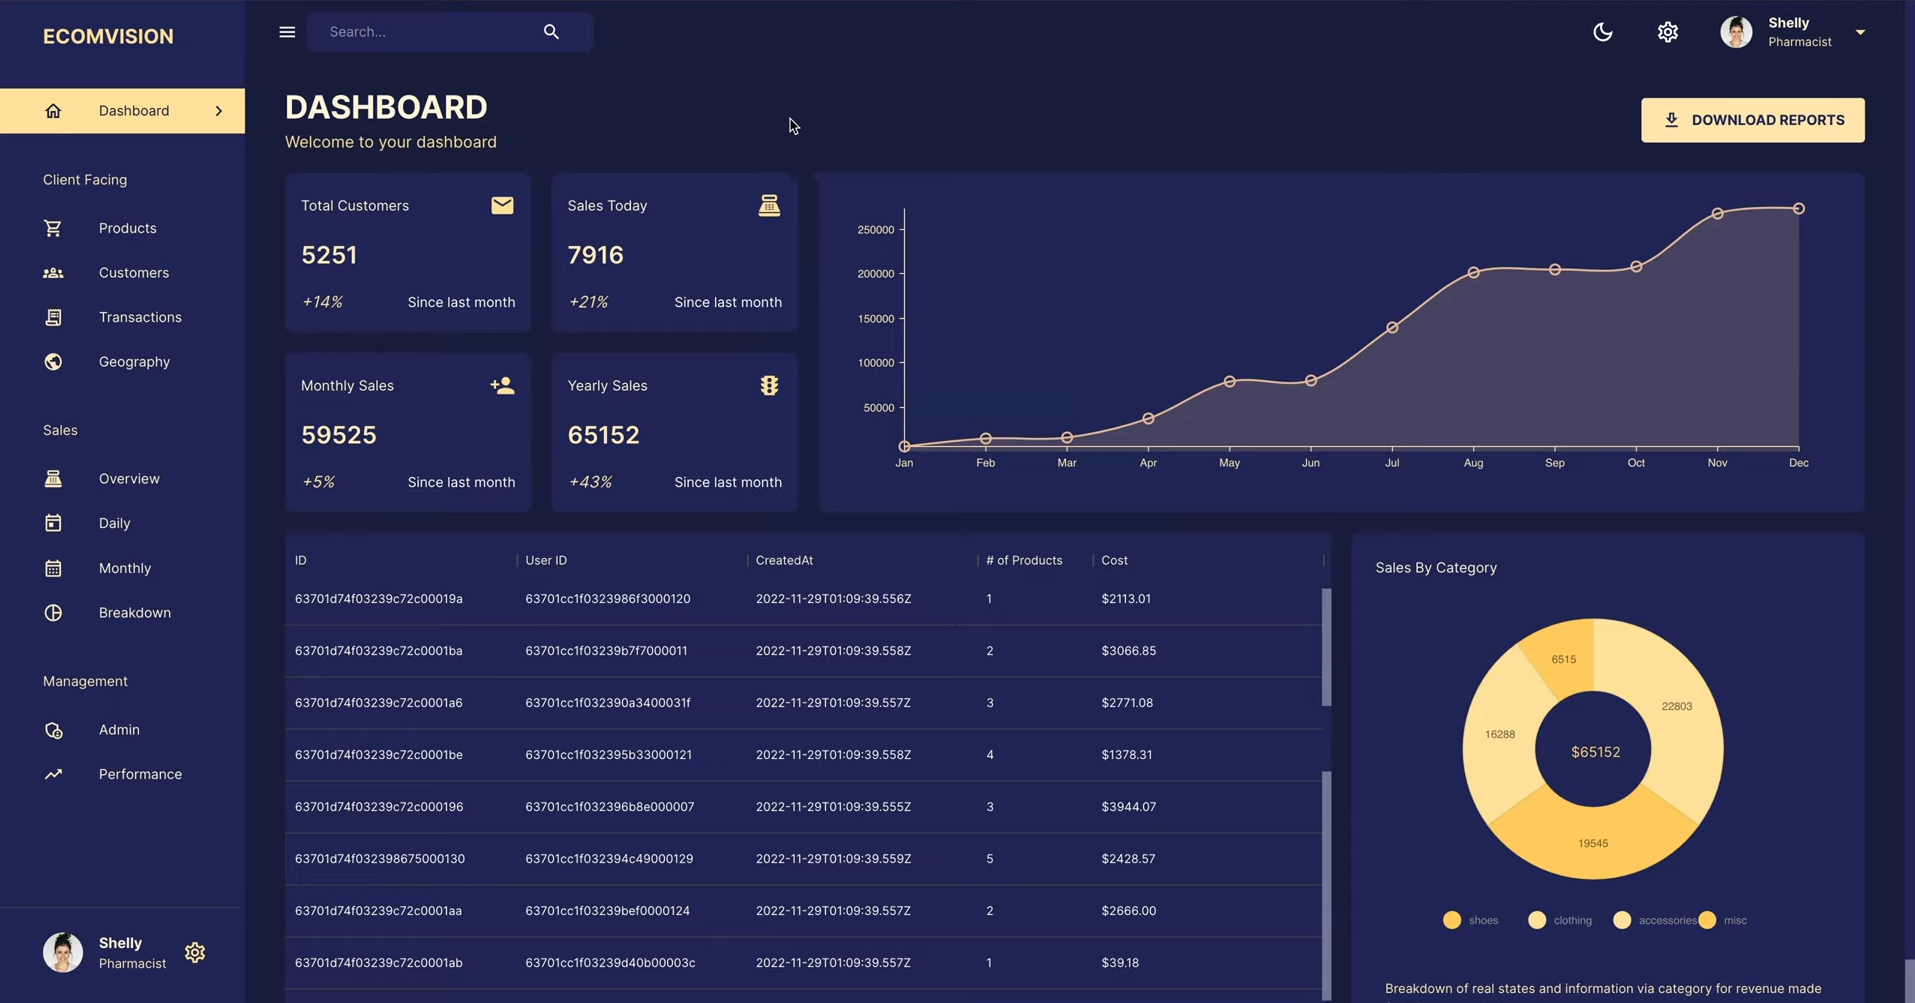 ECOMVISION
Search...
Shelly
Pharmacist
Dashboard
Client Facing
Products
Customers
Transactions
Geography
Sales
Overview
Daily
Monthly
Breakdown
Management
Admin
Performance
Shelly
Pharmacist
DASHBOARD
Welcome to your dashboard
DOWNLOAD REPORTS
Total Customers
5251
+14% Since last month
Sales Today
7916
+21% Since last month
Monthly Sales
59525
+5% Since last month
Yearly Sales
65152
+43% Since last month
250000
200000
150000
100000
50000
Jan Feb Mar Apr May Jun Jul Aug Sep Oct Nov Dec
ID User ID CreatedAt # of Products Cost
63701d74f03239c72c00019a 63701cc1f0323986f3000120 2022-11-29T01:09:39.556Z 1 $2113.01
63701d74f03239c72c0001ba 63701cc1f03239b7f7000011 2022-11-29T01:09:39.558Z 2 $3066.85
63701d74f03239c72c0001a6 63701cc1f032390a3400031f 2022-11-29T01:09:39.557Z 3 $2771.08
63701d74f03239c72c0001be 63701cc1f032395b33000121 2022-11-29T01:09:39.558Z 4 $1378.31
63701d74f03239c72c000196 63701cc1f032396b8e000007 2022-11-29T01:09:39.555Z 3 $3944.07
63701d74f032398675000130 63701cc1f032394c49000129 2022-11-29T01:09:39.559Z 5 $2428.57
63701d74f03239c72c0001aa 63701cc1f03239bef0000124 2022-11-29T01:09:39.557Z 2 $2666.00
63701d74f03239c72c0001ab 63701cc1f03239d40b00003c 2022-11-29T01:09:39.557Z 1 $39.18
Sales By Category
6515
22803
16288
$65152
19545
shoes clothing accessories misc
Breakdown of real states and information via category for revenue made